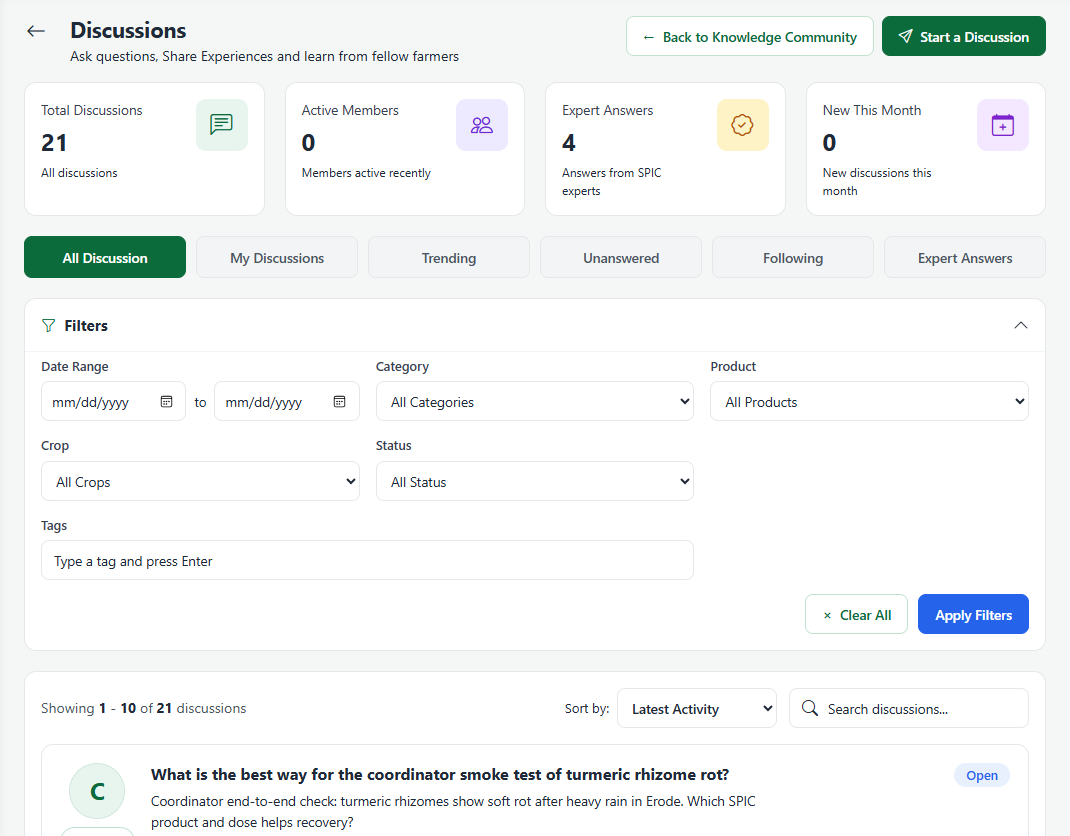 Discussions
Ask questions, Share Experiences and learn from fellow farmers
← Back to Knowledge Community
Start a Discussion
Total Discussions
21
All discussions
Active Members
0
Members active recently
Expert Answers
4
Answers from SPIC
experts
New This Month
0
New discussions this
month
All Discussion
My Discussions
Trending
Unanswered
Following
Expert Answers
Filters
Date Range
mm/dd/yyyy to mm/dd/yyyy
Category
All Categories
Product
All Products
Crop
All Crops
Status
All Status
Tags
Type a tag and press Enter
× Clear All
Apply Filters
Showing 1 - 10 of 21 discussions
Sort by: Latest Activity
Search discussions...
C
What is the best way for the coordinator smoke test of turmeric rhizome rot?
Open
Coordinator end-to-end check: turmeric rhizomes show soft rot after heavy rain in Erode. Which SPIC
product and dose helps recovery?